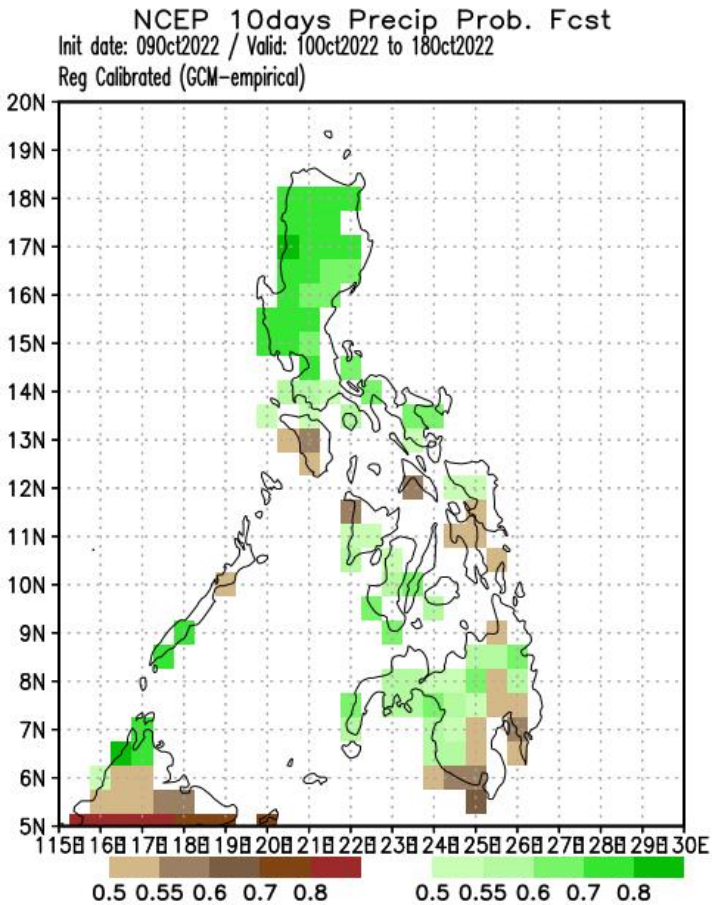 NCEP 10days Precip Prob. Fcst
Init date: 09Oct2022 / Valid: 10Oct2022 to 18Oct2022
Reg Calibrated (GCM-empirical)
20N
19N
18N
17N
16N
15N
14N
13N
12N
11N
10N
9N
8N
7N
6N
5N
115E 116E 117E 118E 119E 120E 121E 122E 123E 124E 125E 126E 127E 128E 129E 130E
0.5 0.55 0.6 0.7 0.8 0.5 0.55 0.6 0.7 0.8